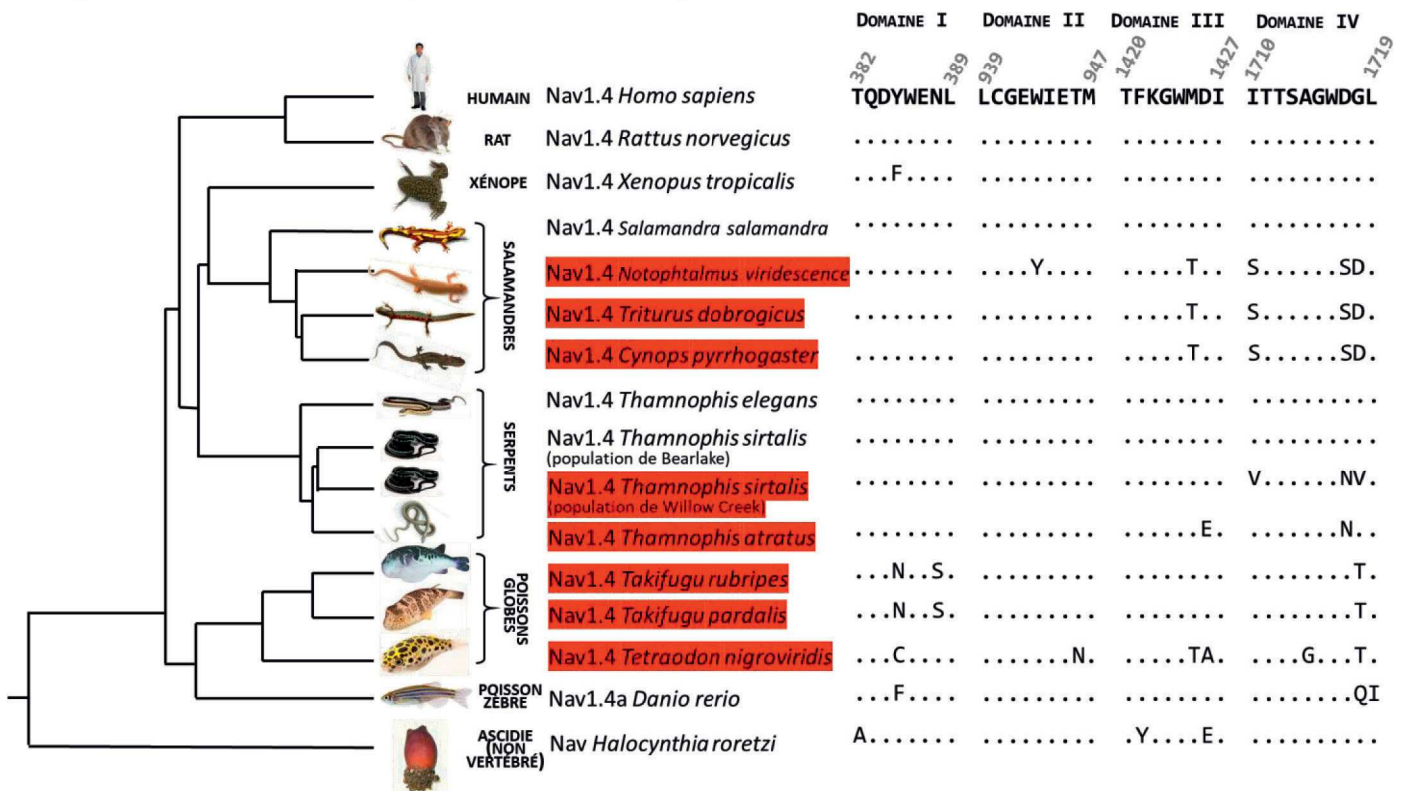 DOMAINE I DOMAINE II DOMAINE III DOMAINE IV
382 389 939 947 1420 1427 1710 1719
HUMAIN Nav1.4 Homo sapiens TQDYWENL LCGEWIETM TFKGWMDI ITTSAGWDGL
RAT Nav1.4 Rattus norvegicus ........ ......... ........ ..........
XÉNOPE Nav1.4 Xenopus tropicalis ...F.... ......... ........ ..........
SALAMANDRES
Nav1.4 Salamandra salamandra ........ ......... ........ ..........
Nav1.4 Notophtalmus viridescence ........ ....Y.... .....T.. S......SD.
Nav1.4 Triturus dobrogicus ........ ......... .....T.. S......SD.
Nav1.4 Cynops pyrrhogaster ........ ......... .....T.. S......SD.
SERPENTS
Nav1.4 Thamnophis elegans ........ ......... ........ ..........
Nav1.4 Thamnophis sirtalis ........ ......... ........ ..........
(population de Bearlake)
Nav1.4 Thamnophis sirtalis ........ ......... ........ V......NV.
(population de Willow Creek)
Nav1.4 Thamnophis atratus ........ ......... ......E. .......N..
POISSONS
GLOBES
Nav1.4 Takifugu rubripes ...N..S. ......... ........ ........T.
Nav1.4 Takifugu pardalis ...N..S. ......... ........ ........T.
Nav1.4 Tetraodon nigroviridis ...C.... .......N. .....TA. ....G...T.
POISSON
ZÈBRE Nav1.4a Danio rerio ...F.... ......... ........ ........QI
ASCIDIE
(NON
VERTÉBRÉ) Nav Halocynthia roretzi A....... ......... .Y....E. ..........